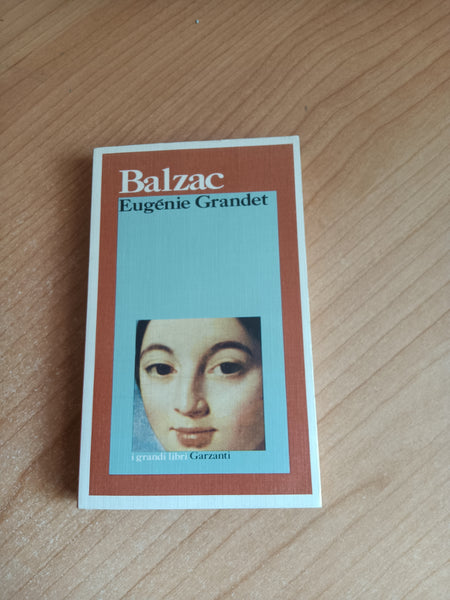 Balzac
Eugénie Grandet
i grandi libri Garzanti